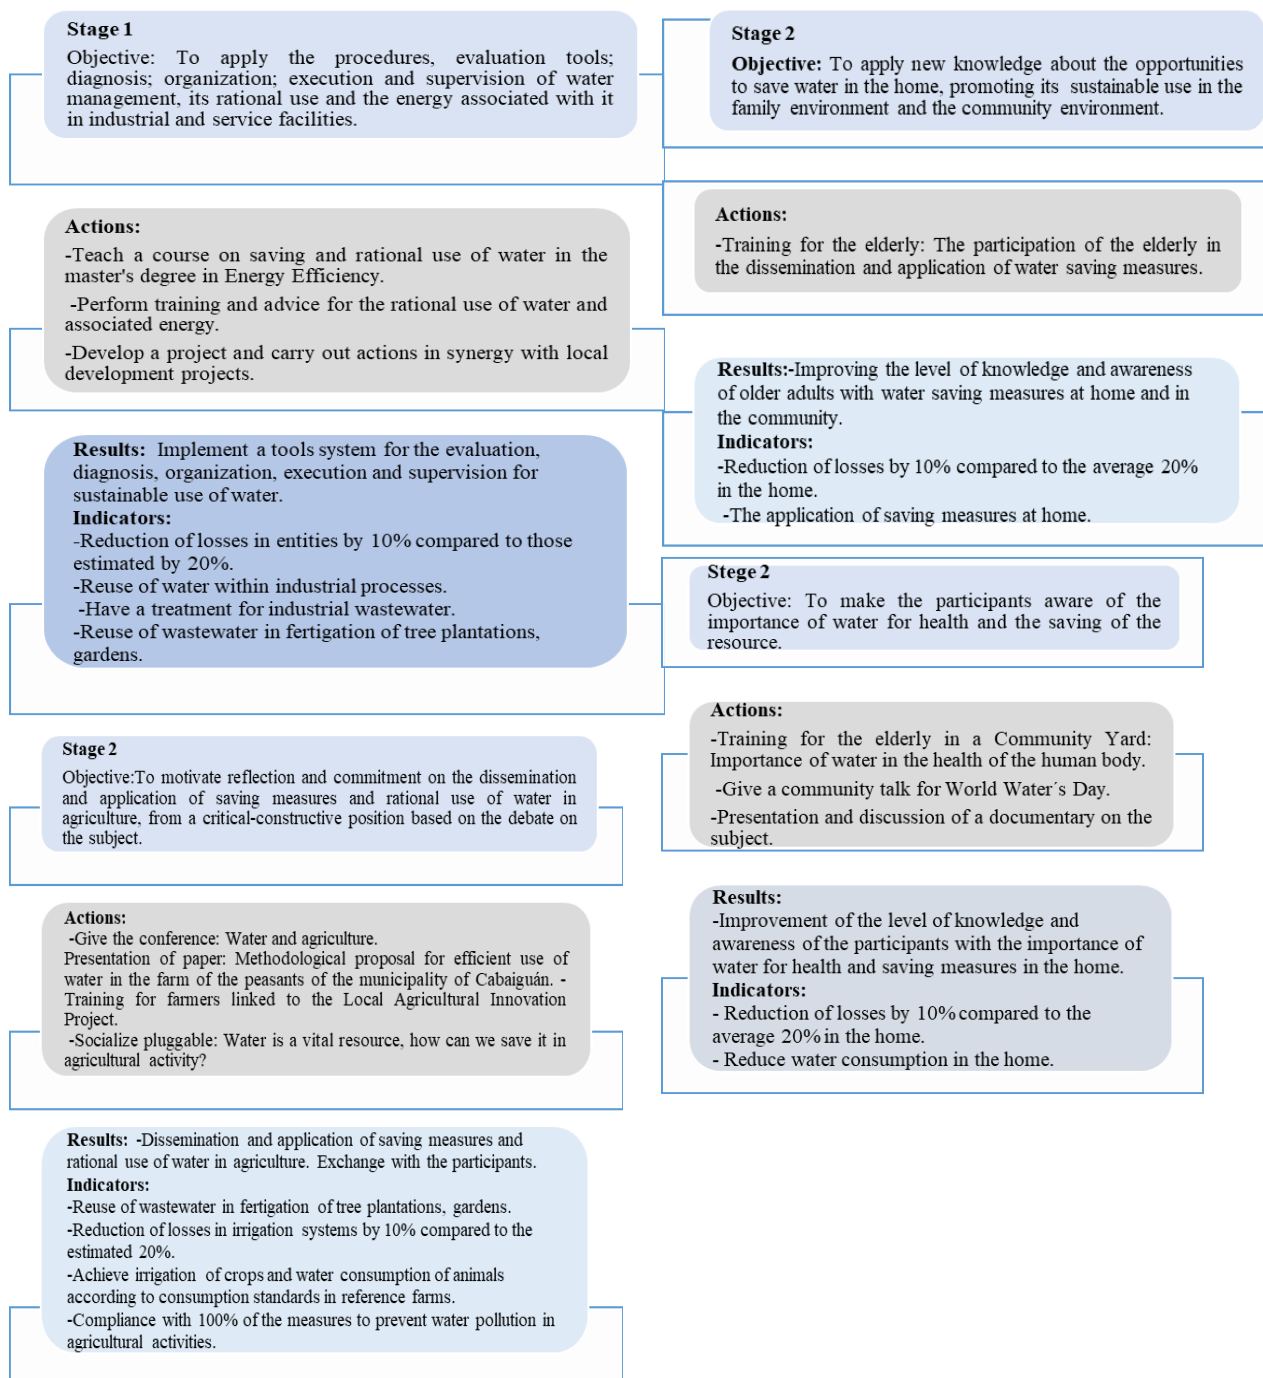 Stage 1
Objective: To apply the procedures, evaluation tools;
diagnosis; organization; execution and supervision of water
management, its rational use and the energy associated with it
in industrial and service facilities.
Actions:
-Teach a course on saving and rational use of water in the
master's degree in Energy Efficiency.
-Perform training and advice for the rational use of water and
associated energy.
-Develop a project and carry out actions in synergy with local
development projects.
Results: Implement a tools system for the evaluation,
diagnosis, organization, execution and supervision for
sustainable use of water.
Indicators:
-Reduction of losses in entities by 10% compared to those
estimated by 20%.
-Reuse of water within industrial processes.
-Have a treatment for industrial wastewater.
-Reuse of wastewater in fertigation of tree plantations,
gardens.
Stage 2
Objective:To motivate reflection and commitment on the dissemination
and application of saving measures and rational use of water in
agriculture, from a critical-constructive position based on the debate on
the subject.
Actions:
-Give the conference: Water and agriculture.
Presentation of paper: Methodological proposal for efficient use of
water in the farm of the peasants of the municipality of Cabaiguán. -
Training for farmers linked to the Local Agricultural Innovation
Project.
-Socialize pluggable: Water is a vital resource, how can we save it in
agricultural activity?
Results: -Dissemination and application of saving measures and
rational use of water in agriculture. Exchange with the participants.
Indicators:
-Reuse of wastewater in fertigation of tree plantations, gardens.
-Reduction of losses in irrigation systems by 10% compared to the
estimated 20%.
-Achieve irrigation of crops and water consumption of animals
according to consumption standards in reference farms.
-Compliance with 100% of the measures to prevent water pollution in
agricultural activities.
Stage 2
Objective: To apply new knowledge about the opportunities
to save water in the home, promoting its sustainable use in the
family environment and the community environment.
Actions:
-Training for the elderly: The participation of the elderly in
the dissemination and application of water saving measures.
Results:-Improving the level of knowledge and awareness
of older adults with water saving measures at home and in
the community.
Indicators:
-Reduction of losses by 10% compared to the average 20%
in the home.
-The application of saving measures at home.
Stege 2
Objective: To make the participants aware of the
importance of water for health and the saving of the
resource.
Actions:
-Training for the elderly in a Community Yard:
Importance of water in the health of the human body.
-Give a community talk for World Water´s Day.
-Presentation and discussion of a documentary on the
subject.
Results:
-Improvement of the level of knowledge and
awareness of the participants with the importance of
water for health and saving measures in the home.
Indicators:
- Reduction of losses by 10% compared to the
average 20% in the home.
- Reduce water consumption in the home.